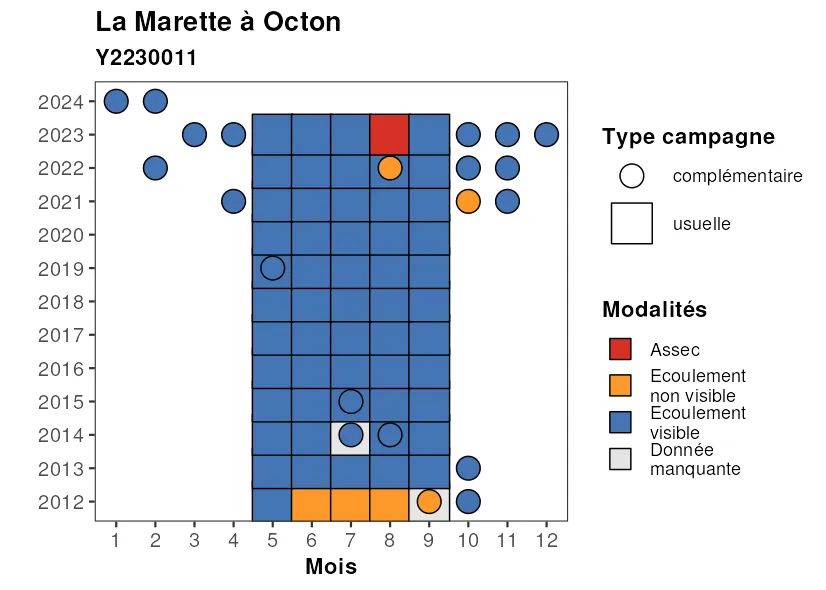 La Marette à Octon
Y2230011
2024
2023
2022
2021
2020
2019
2018
2017
2016
2015
2014
2013
2012
1 2 3 4 5 6 7 8 9 10 11 12
Mois
Type campagne
complémentaire
usuelle
Modalités
Assec
Ecoulement
non visible
Ecoulement
visible
Donnée
manquante